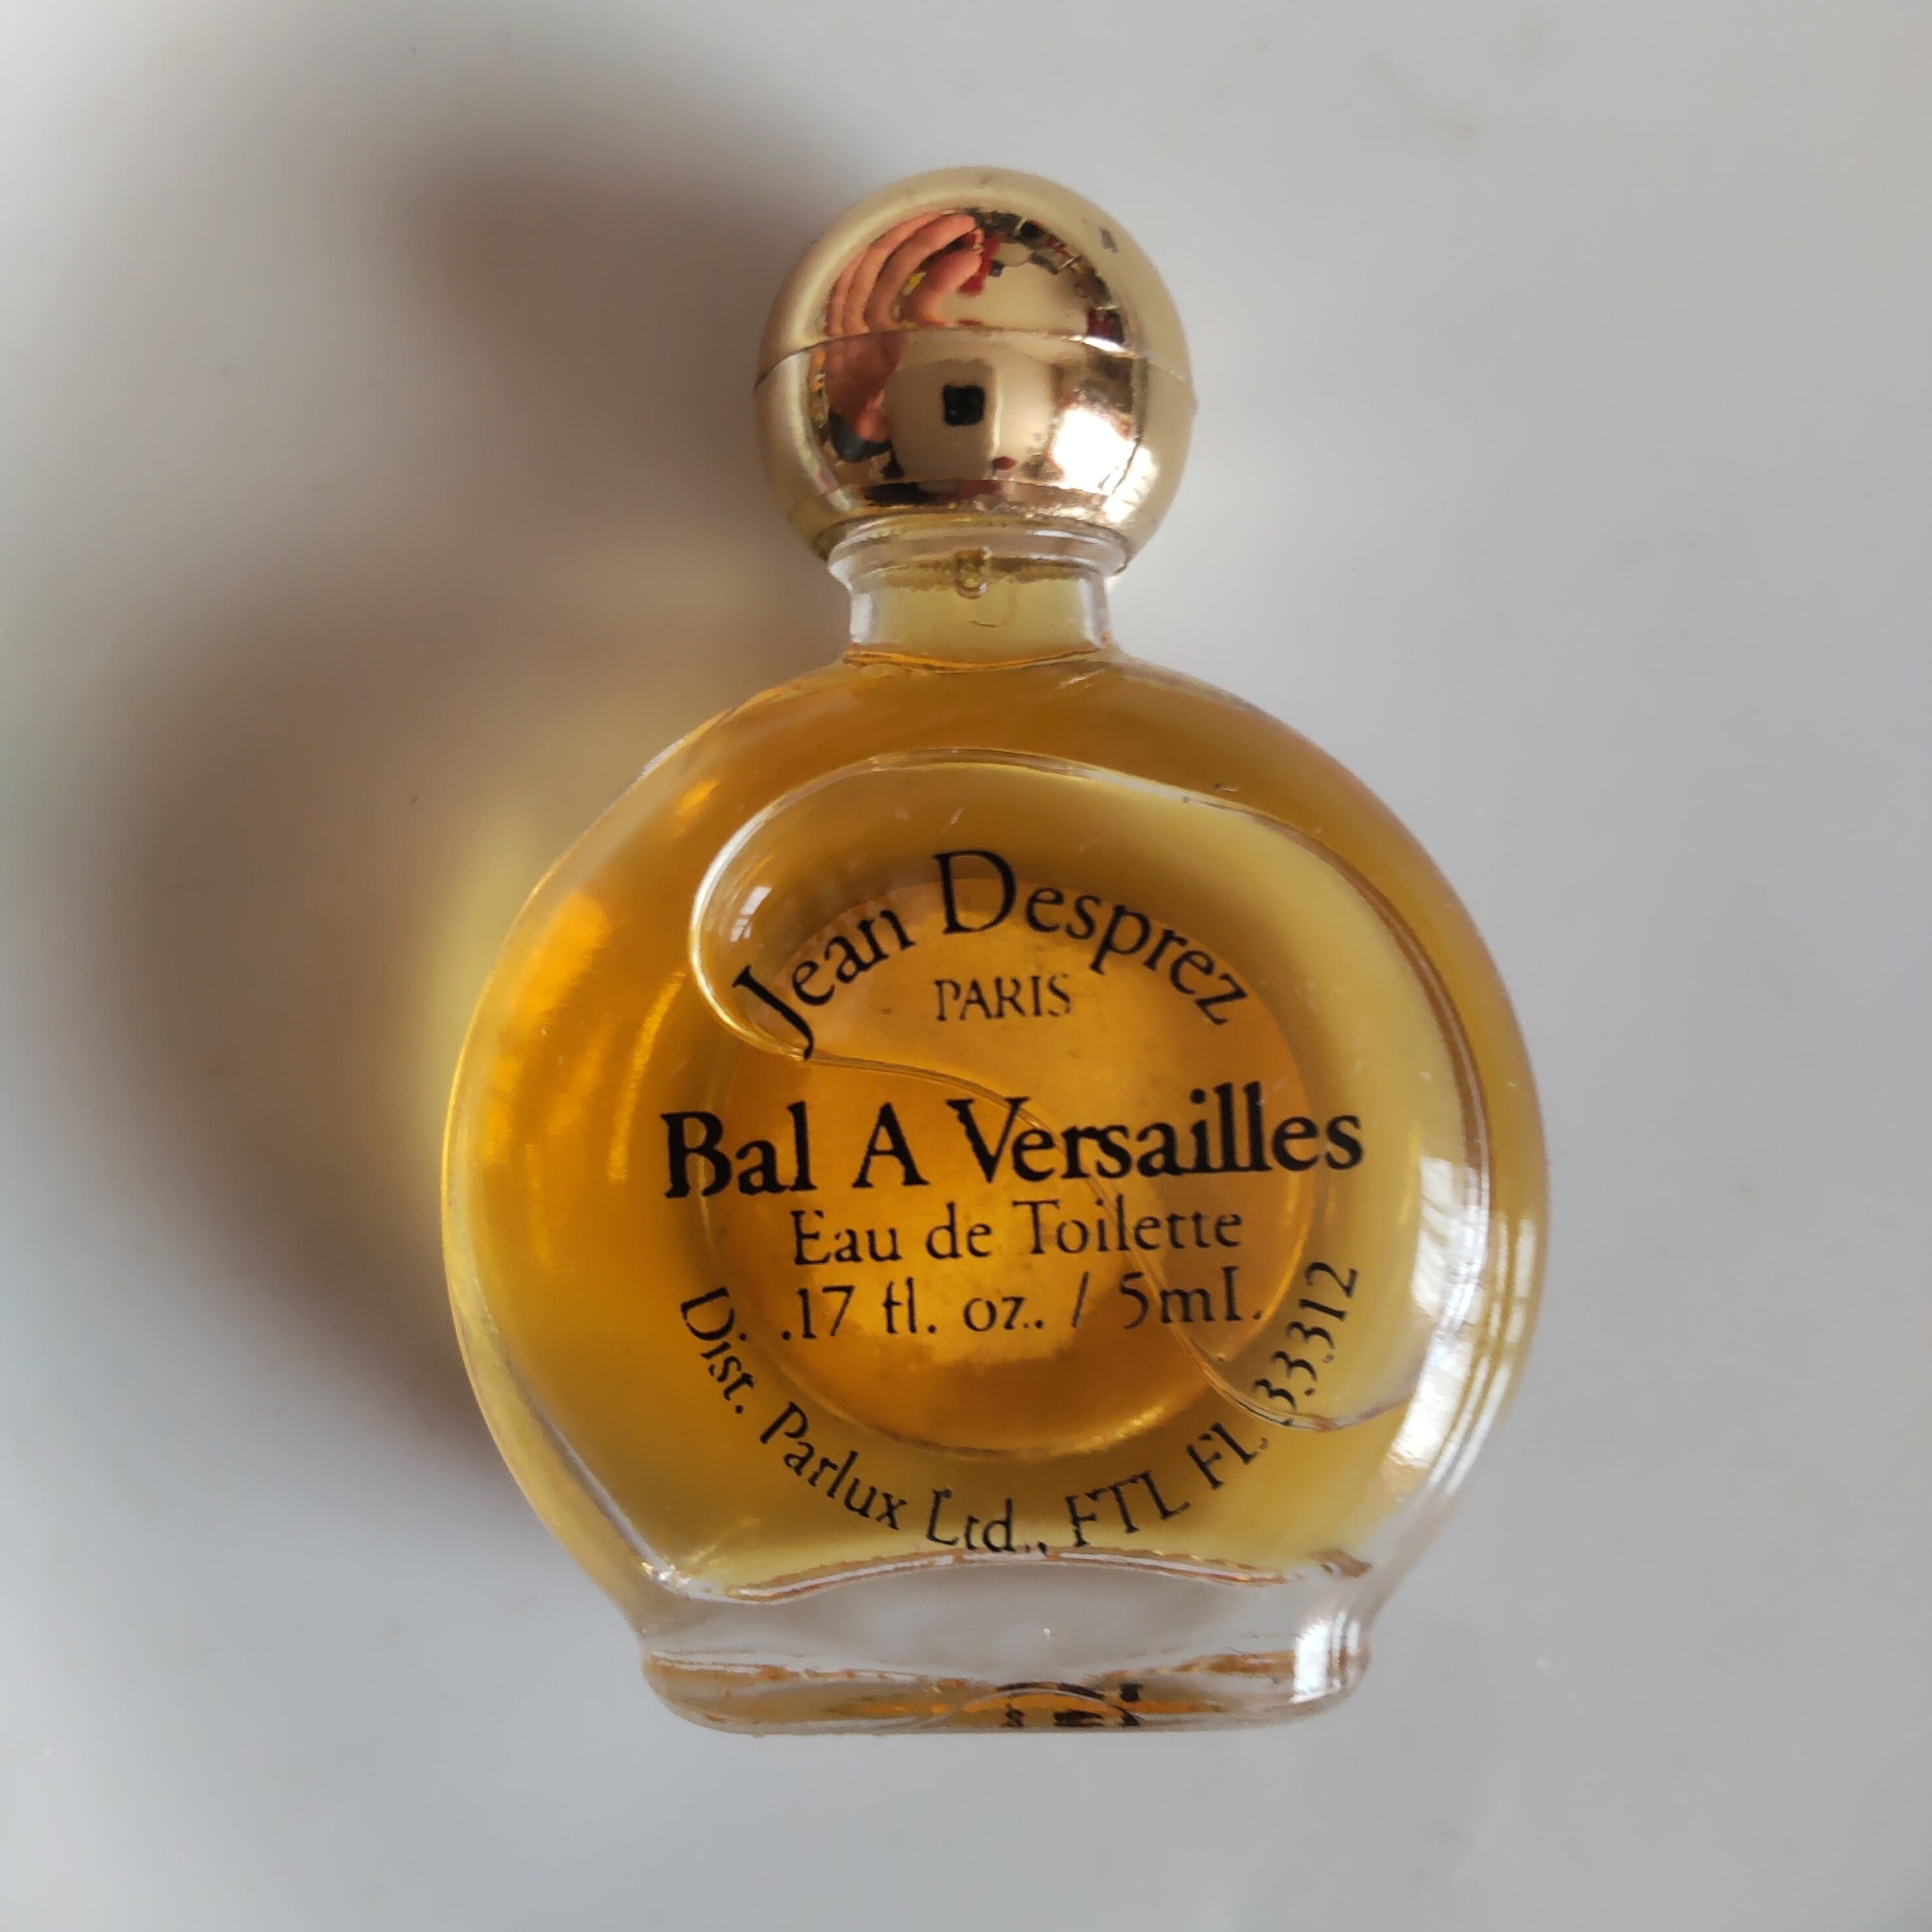 Jean Desprez
PARIS
Bal A Versailles
Eau de Toilette
.17 fl. oz. / 5mL.
Dist. Parlux Ltd., FTL FL. 33312